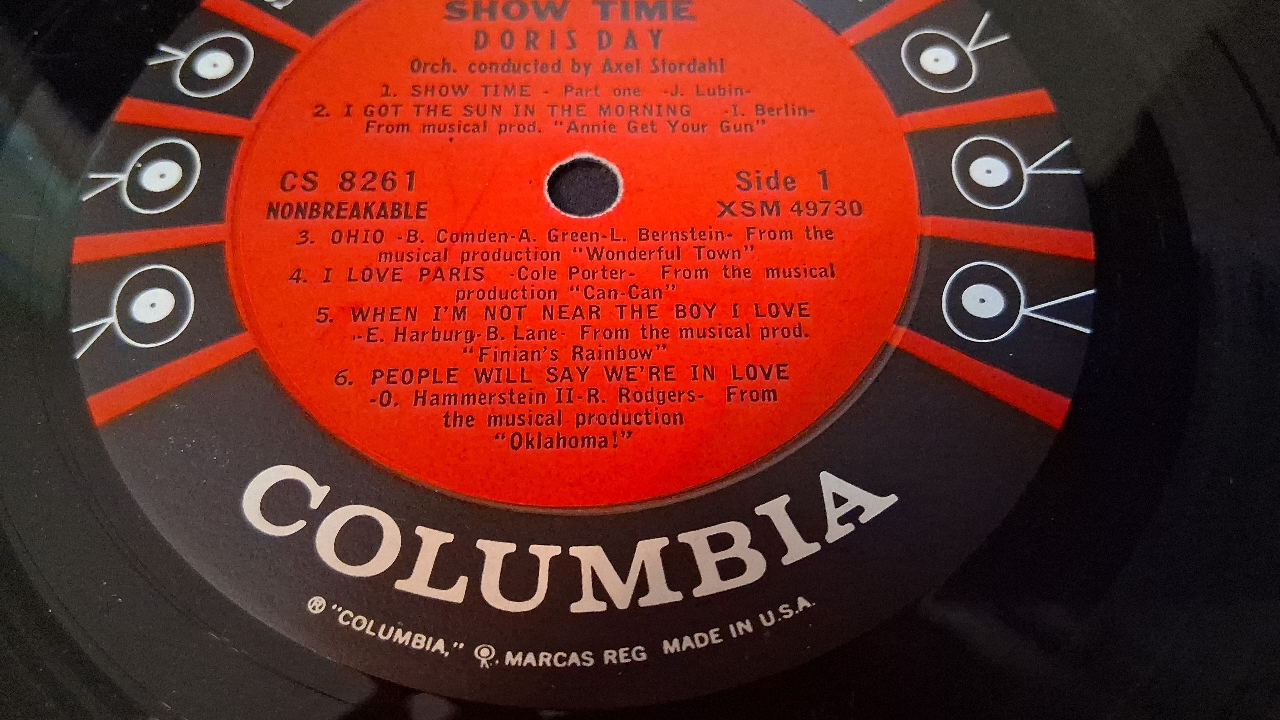 SHOW TIME
DORIS DAY
Orch. conducted by Axel Stordahl
1. SHOW TIME - Part one -J. Lubin-
2. I GOT THE SUN IN THE MORNING -I. Berlin-
From musical prod. "Annie Get Your Gun"
CS 8261
Side 1
NONBREAKABLE
XSM 49730
3. OHIO -B. Comden-A. Green-L. Bernstein- From the
musical production "Wonderful Town"
4. I LOVE PARIS -Cole Porter- From the musical
production "Can-Can"
5. WHEN I'M NOT NEAR THE BOY I LOVE
-E. Harburg-B. Lane- From the musical prod.
"Finian's Rainbow"
6. PEOPLE WILL SAY WE'RE IN LOVE
-O. Hammerstein II-R. Rodgers- From
the musical production
"Oklahoma!"
COLUMBIA
® "COLUMBIA," MARCAS REG MADE IN U.S.A.